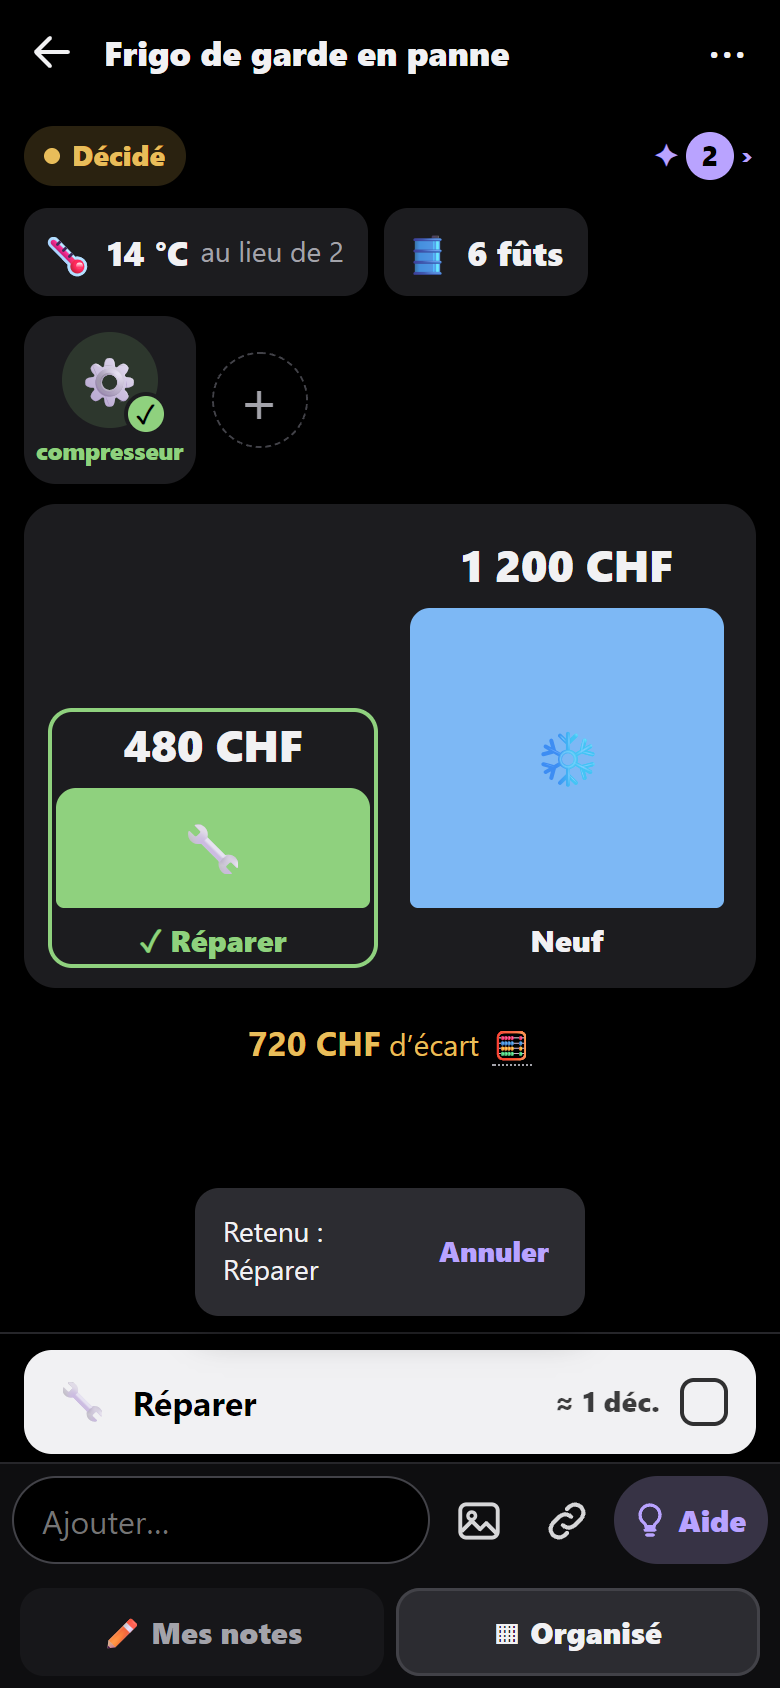 Frigo de garde en panne
Décidé
2
14 °C au lieu de 2
6 fûts
compresseur
1 200 CHF
480 CHF
✓ Réparer
Neuf
720 CHF d’écart
Retenu :
Réparer
Annuler
Réparer
≈ 1 déc.
Ajouter...
Aide
Mes notes
Organisé